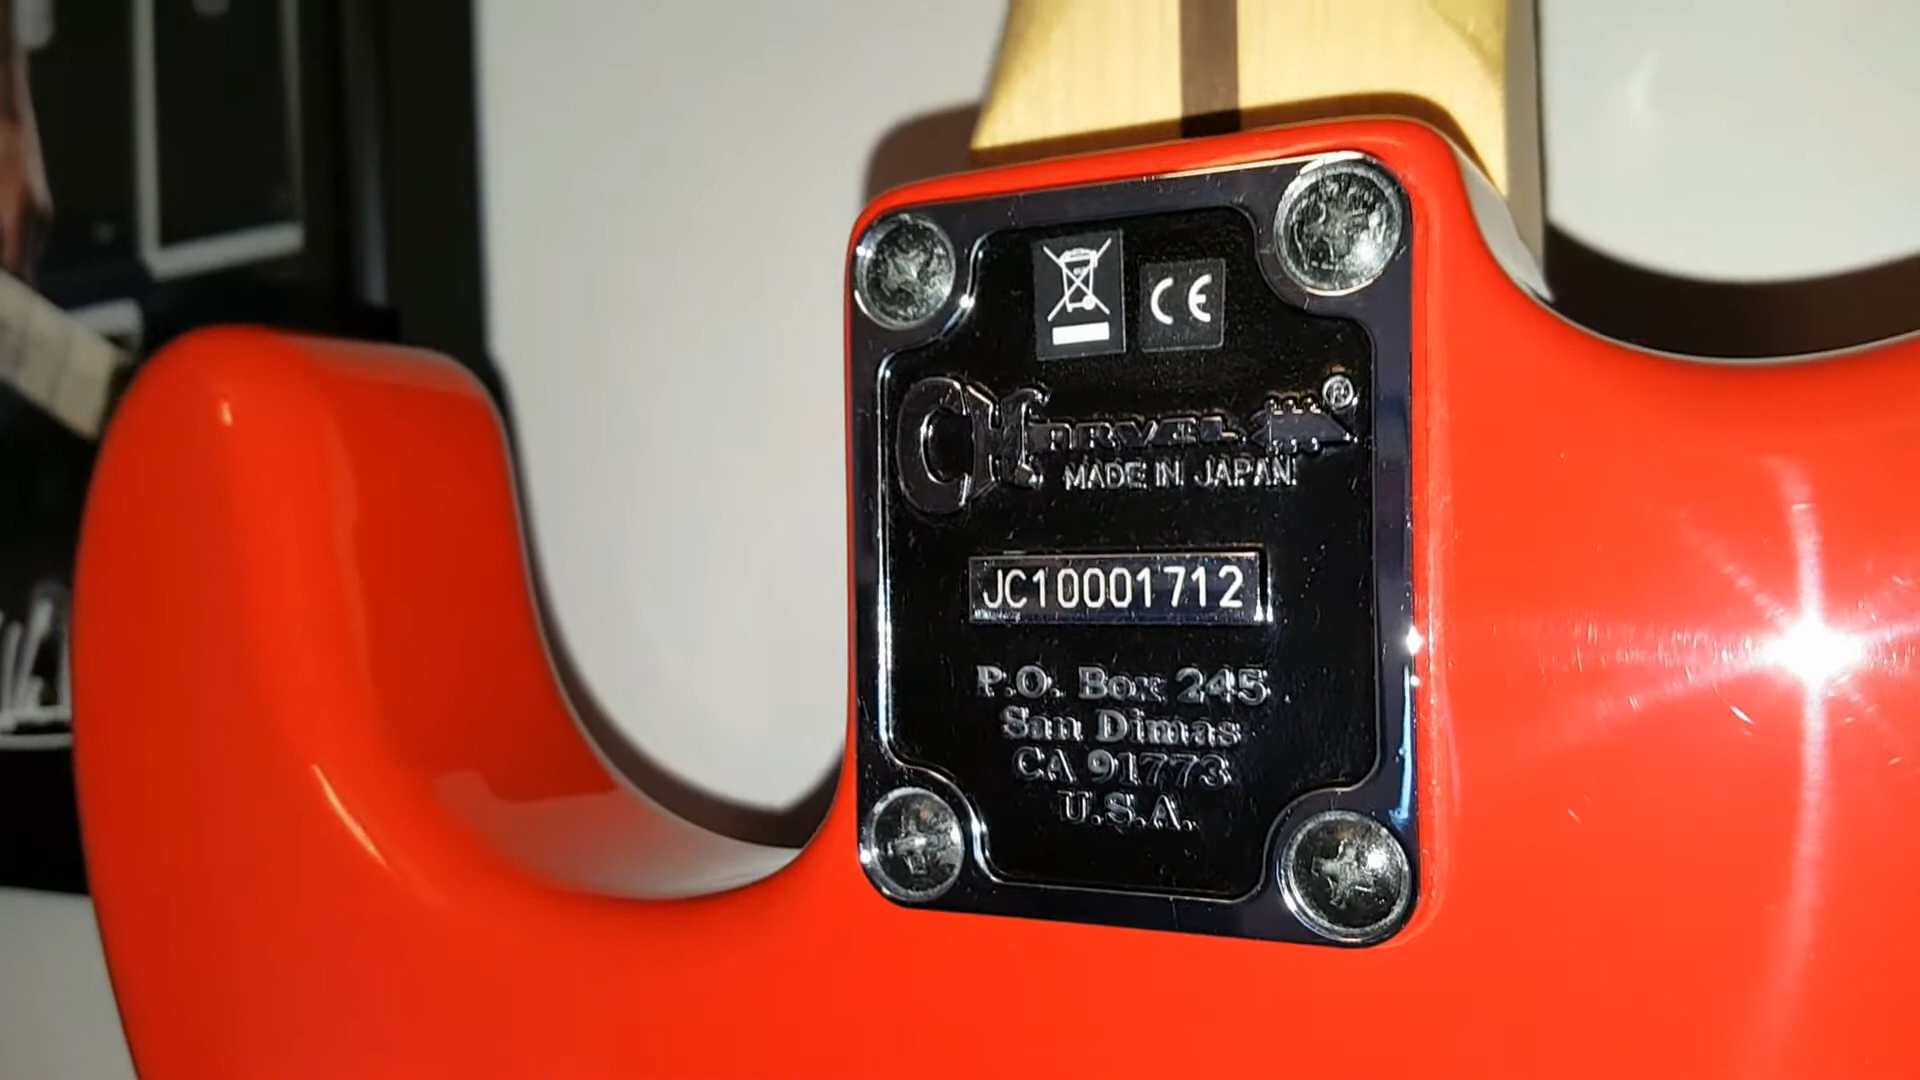 CE
CHARVEL®
MADE IN JAPAN
JC10001712
P.O. Box 245
San Dimas
CA 91773
U.S.A.